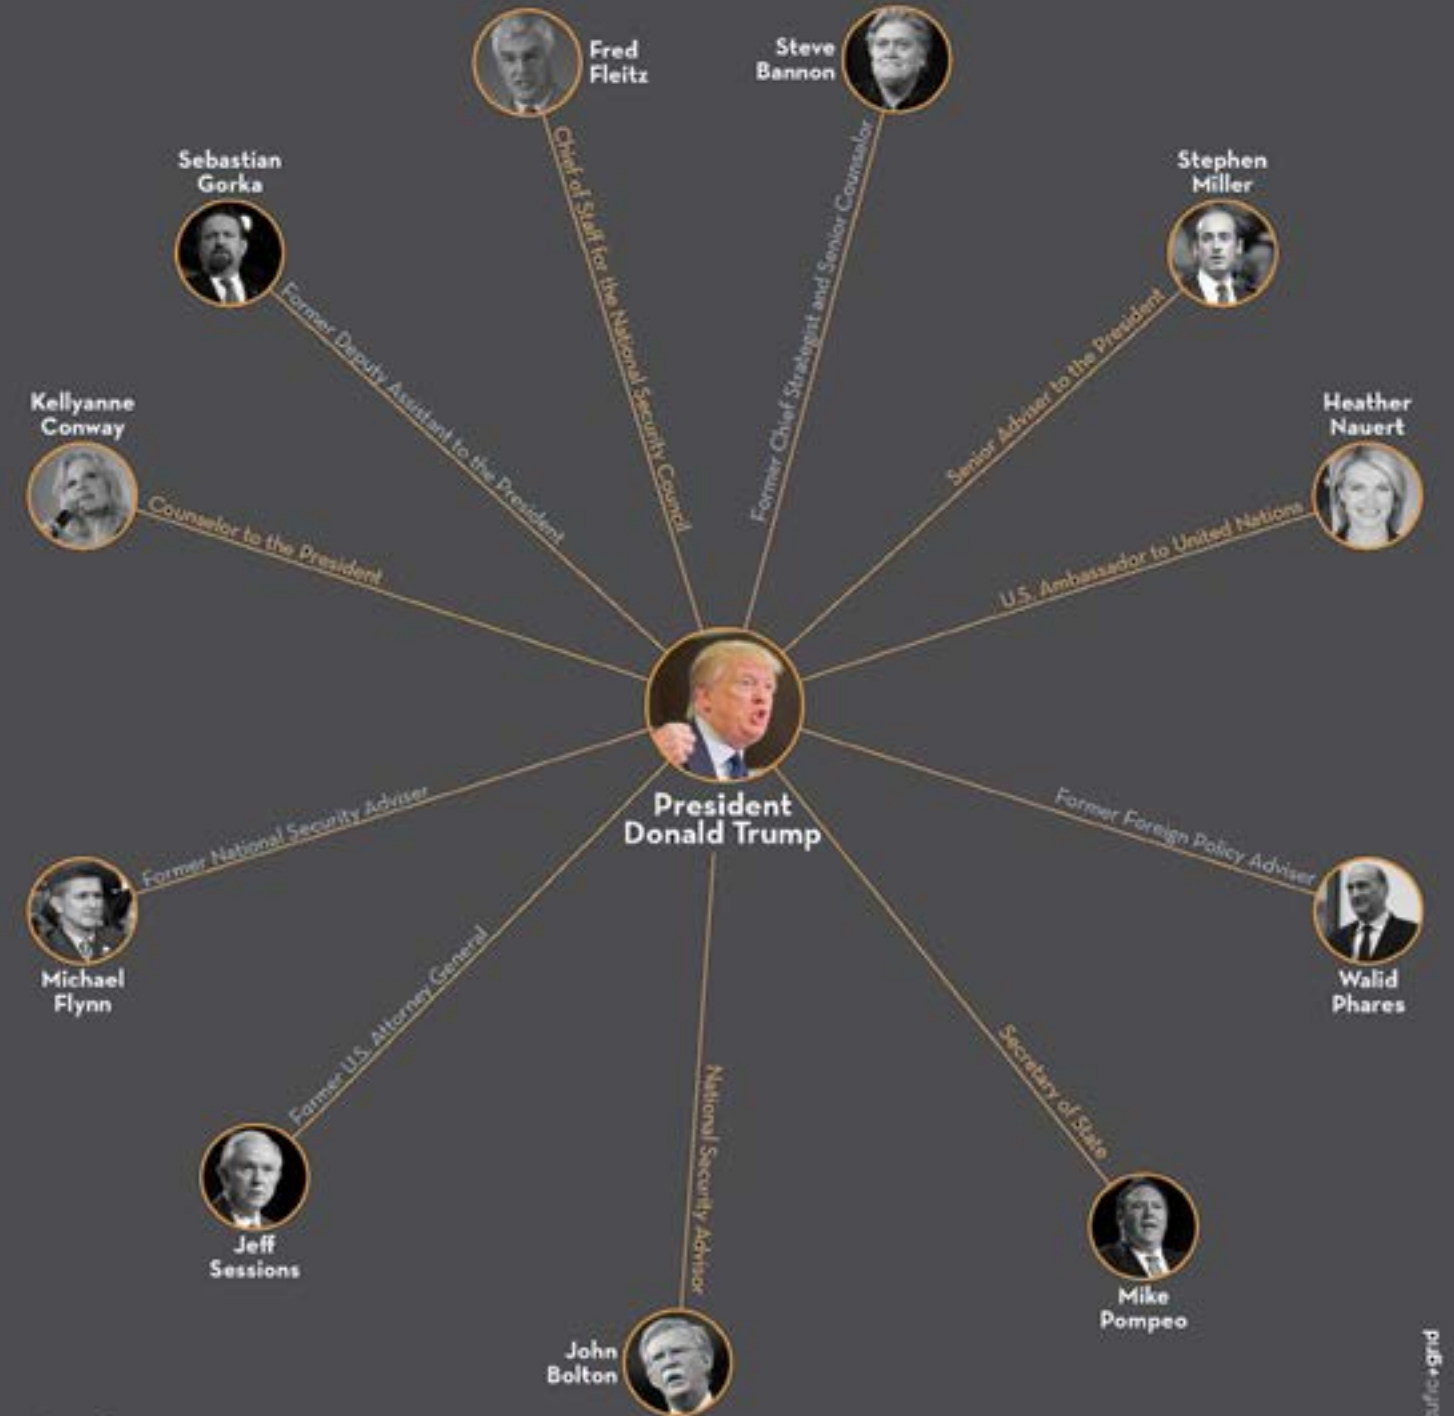 Fred
Fleitz
Steve
Bannon
Sebastian
Gorka
Stephen
Miller
Chief of Staff for the National Security Council
Former Chief Strategist and Senior Counselor
Former Deputy Assistant to the President
Senior Adviser to the President
Kellyanne
Conway
Heather
Nauert
Counselor to the President
U.S. Ambassador to United Nations
President
Donald Trump
Former National Security Adviser
Former Foreign Policy Adviser
Michael
Flynn
Walid
Phares
Former U.S. Attorney General
Secretary of State
National Security Advisor
Jeff
Sessions
Mike
Pompeo
John
Bolton